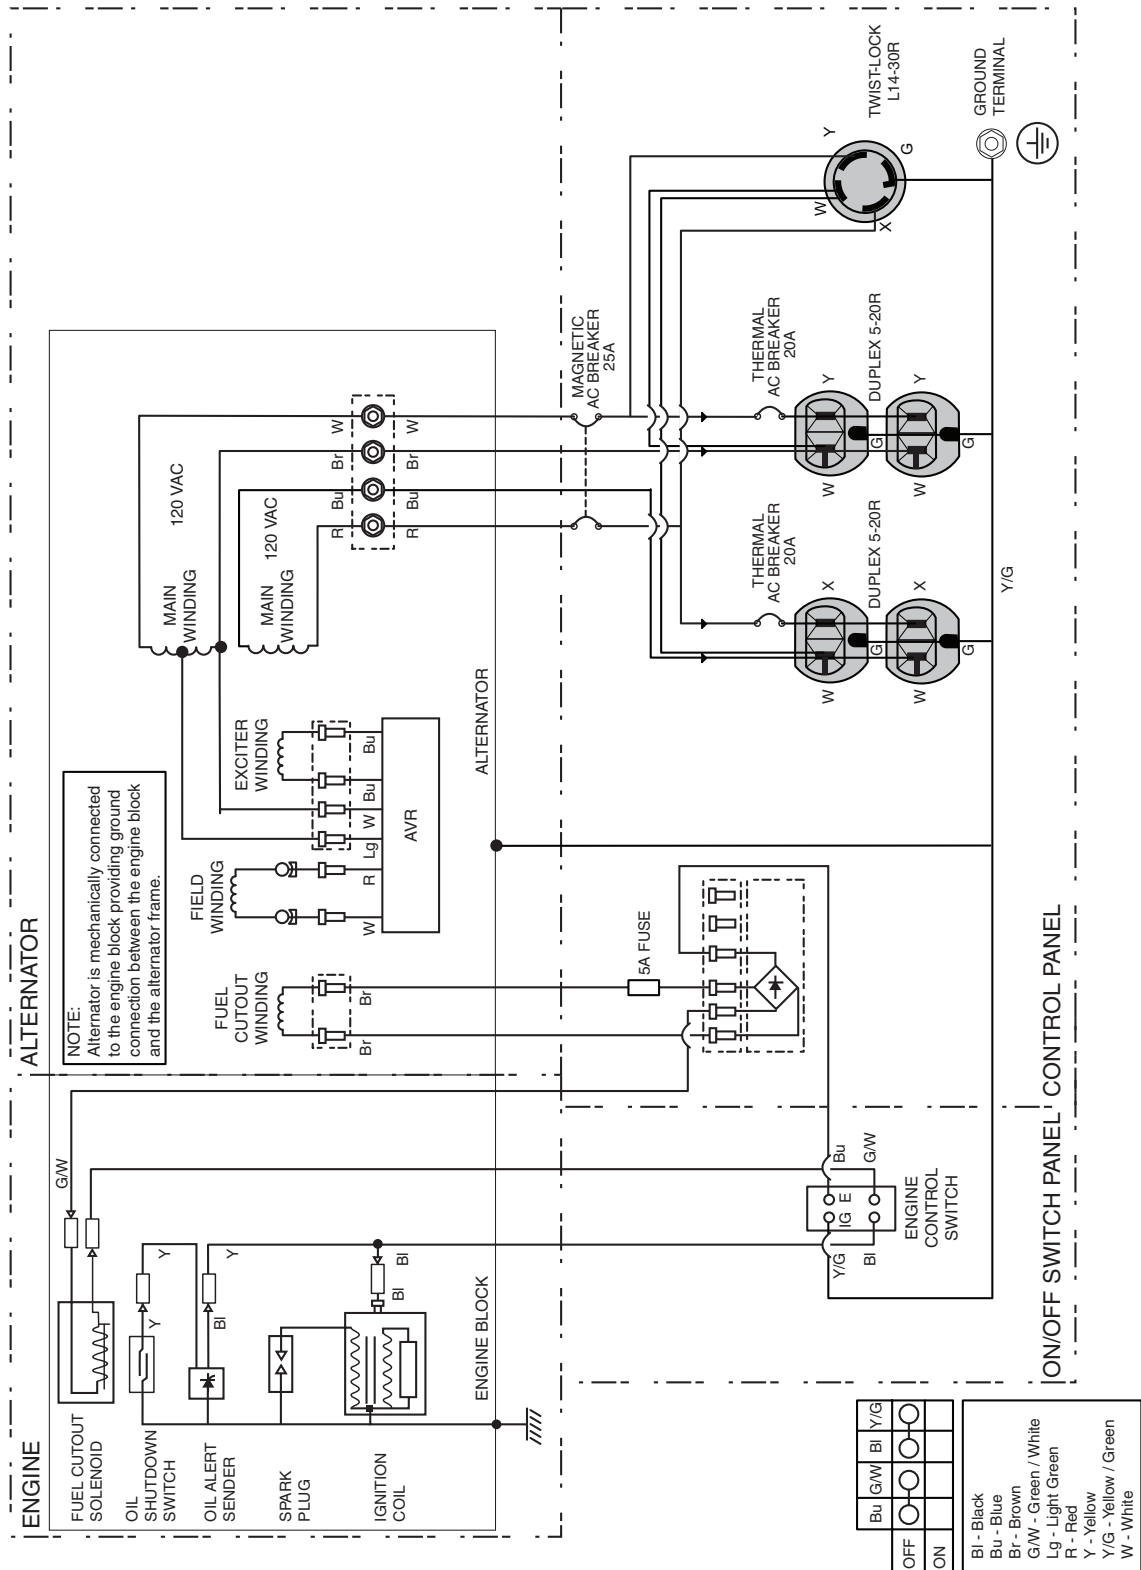 ENGINE
ALTERNATOR
NOTE:
Alternator is mechanically connected
to the engine block providing ground
connection between the engine block
and the alternator frame.
FUEL CUTOUT
SOLENOID
G/W
OIL
SHUTDOWN
SWITCH
Y
Y
OIL ALERT
SENDER
Bl
Y
SPARK
PLUG
IGNITION
COIL
Bl
Bl
ENGINE BLOCK
FUEL
CUTOUT
WINDING
Br
Br
FIELD
WINDING
W
R
Lg
W
Bu
Bu
EXCITER
WINDING
AVR
ALTERNATOR
MAIN
WINDING
120 VAC
MAIN
WINDING
120 VAC
R
Bu
Br
W
R
Bu
Br
W
MAGNETIC
AC BREAKER
25A
5A FUSE
THERMAL
AC BREAKER
20A
THERMAL
AC BREAKER
20A
W
X
G
DUPLEX 5-20R
W
X
G
W
Y
G
DUPLEX 5-20R
W
Y
G
TWIST-LOCK
L14-30R
W
Y
X
G
GROUND
TERMINAL
Y/G
Y/G
Bl
IG
E
Bu
G/W
ENGINE
CONTROL
SWITCH
ON/OFF SWITCH PANEL
CONTROL PANEL
Bu
G/W
Bl
Y/G
OFF
ON
Bl - Black
Bu - Blue
Br - Brown
G/W - Green / White
Lg - Light Green
R - Red
Y - Yellow
Y/G - Yellow / Green
W - White